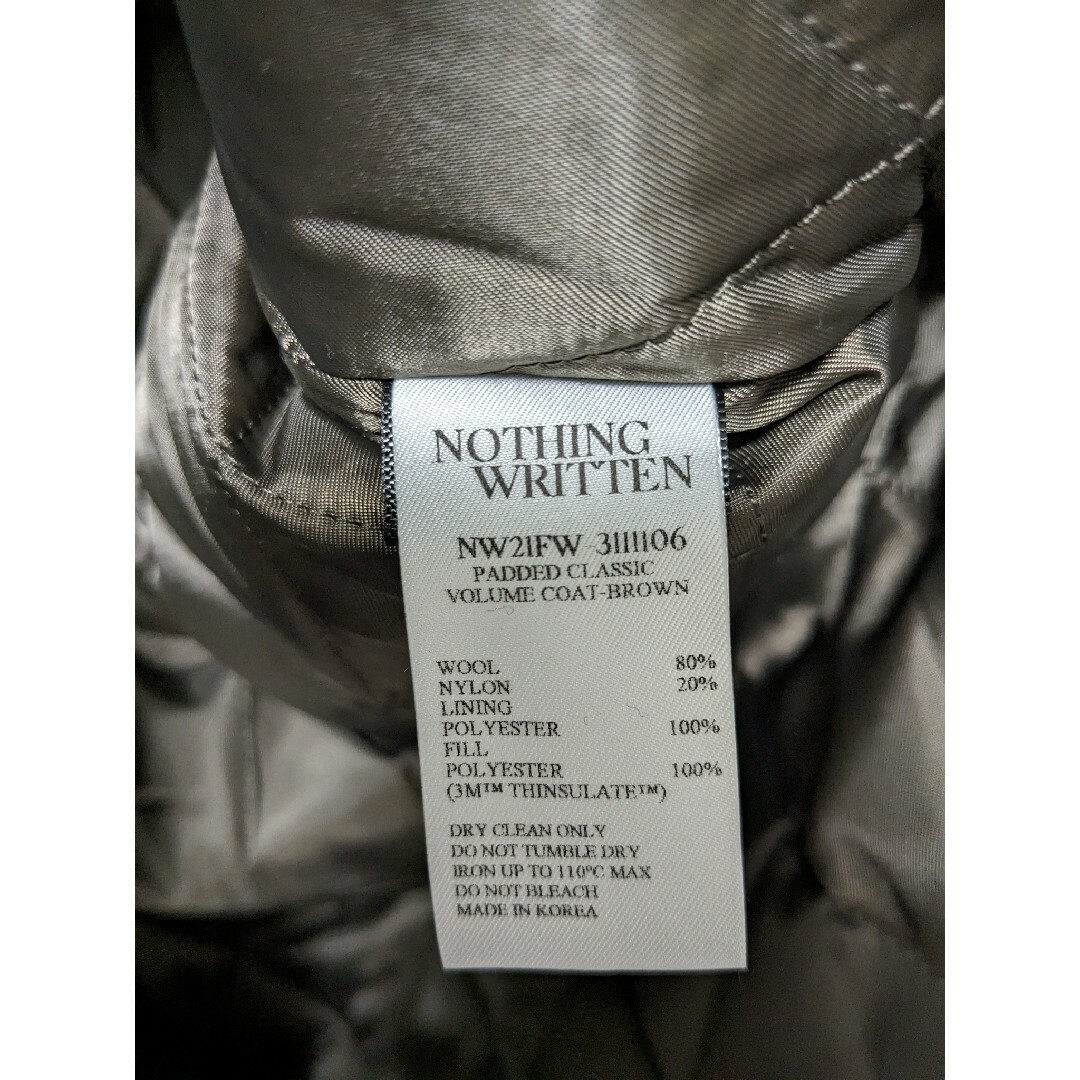 NOTHING
WRITTEN
NW21FW-3111106
PADDED CLASSIC
VOLUME COAT-BROWN
WOOL 80%
NYLON 20%
LINING
POLYESTER 100%
FILL
POLYESTER 100%
(3M™ THINSULATE™)
DRY CLEAN ONLY
DO NOT TUMBLE DRY
IRON UP TO 110ºC MAX
DO NOT BLEACH
MADE IN KOREA